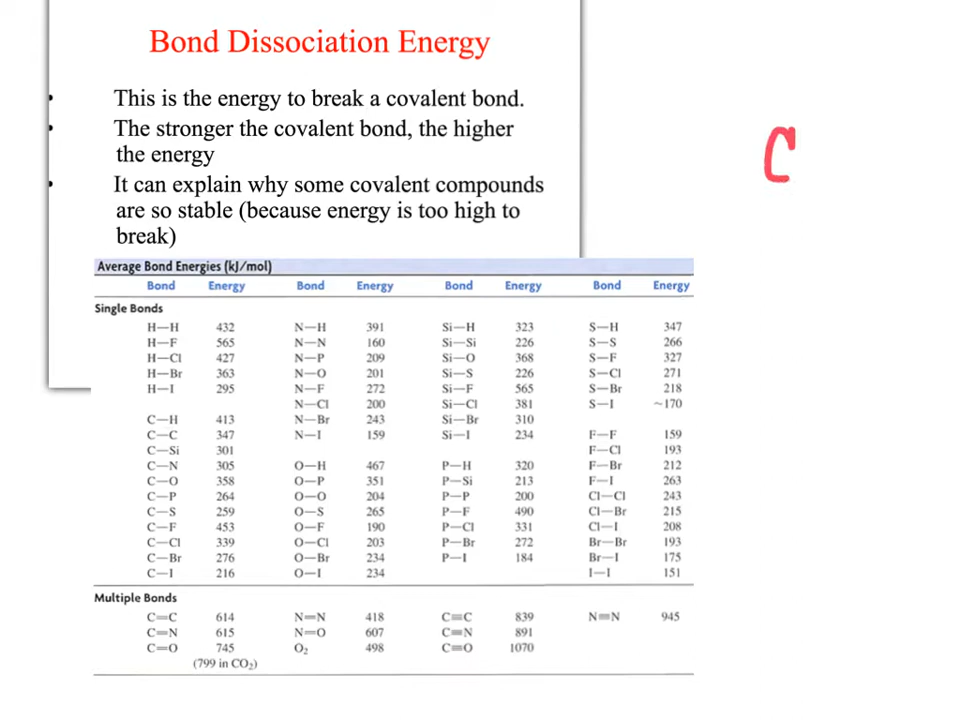 Bond Dissociation Energy
• This is the energy to break a covalent bond.
• The stronger the covalent bond, the higher
the energy
• It can explain why some covalent compounds
are so stable (because energy is too high to
break)
C
Average Bond Energies (kJ/mol)
Bond Energy Bond Energy Bond Energy Bond Energy
Single Bonds
H—H 432 N—H 391 Si—H 323 S—H 347
H—F 565 N—N 160 Si—Si 226 S—S 266
H—Cl 427 N—P 209 Si—O 368 S—F 327
H—Br 363 N—O 201 Si—S 226 S—Cl 271
H—I 295 N—F 272 Si—F 565 S—Br 218
N—Cl 200 Si—Cl 381 S—I ~170
C—H 413 N—Br 243 Si—Br 310
C—C 347 N—I 159 Si—I 234 F—F 159
C—Si 301 F—Cl 193
C—N 305 O—H 467 P—H 320 F—Br 212
C—O 358 O—P 351 P—Si 213 F—I 263
C—P 264 O—O 204 P—P 200 Cl—Cl 243
C—S 259 O—S 265 P—F 490 Cl—Br 215
C—F 453 O—F 190 P—Cl 331 Cl—I 208
C—Cl 339 O—Cl 203 P—Br 272 Br—Br 193
C—Br 276 O—Br 234 P—I 184 Br—I 175
C—I 216 O—I 234 I—I 151
Multiple Bonds
C=C 614 N=N 418 C≡C 839 N≡N 945
C=N 615 N=O 607 C≡N 891
C=O 745 O₂ 498 C≡O 1070
(799 in CO₂)